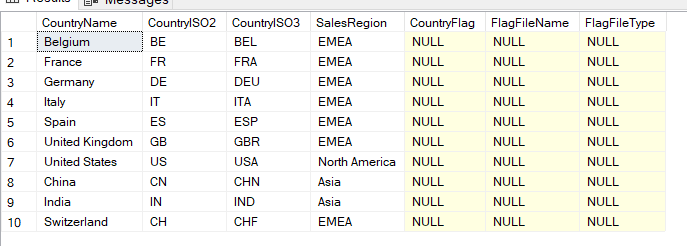 Results Messages
CountryName CountryISO2 CountryISO3 SalesRegion CountryFlag FlagFileName FlagFileType
1 Belgium BE BEL EMEA NULL NULL NULL
2 France FR FRA EMEA NULL NULL NULL
3 Germany DE DEU EMEA NULL NULL NULL
4 Italy IT ITA EMEA NULL NULL NULL
5 Spain ES ESP EMEA NULL NULL NULL
6 United Kingdom GB GBR EMEA NULL NULL NULL
7 United States US USA North America NULL NULL NULL
8 China CN CHN Asia NULL NULL NULL
9 India IN IND Asia NULL NULL NULL
10 Switzerland CH CHF EMEA NULL NULL NULL